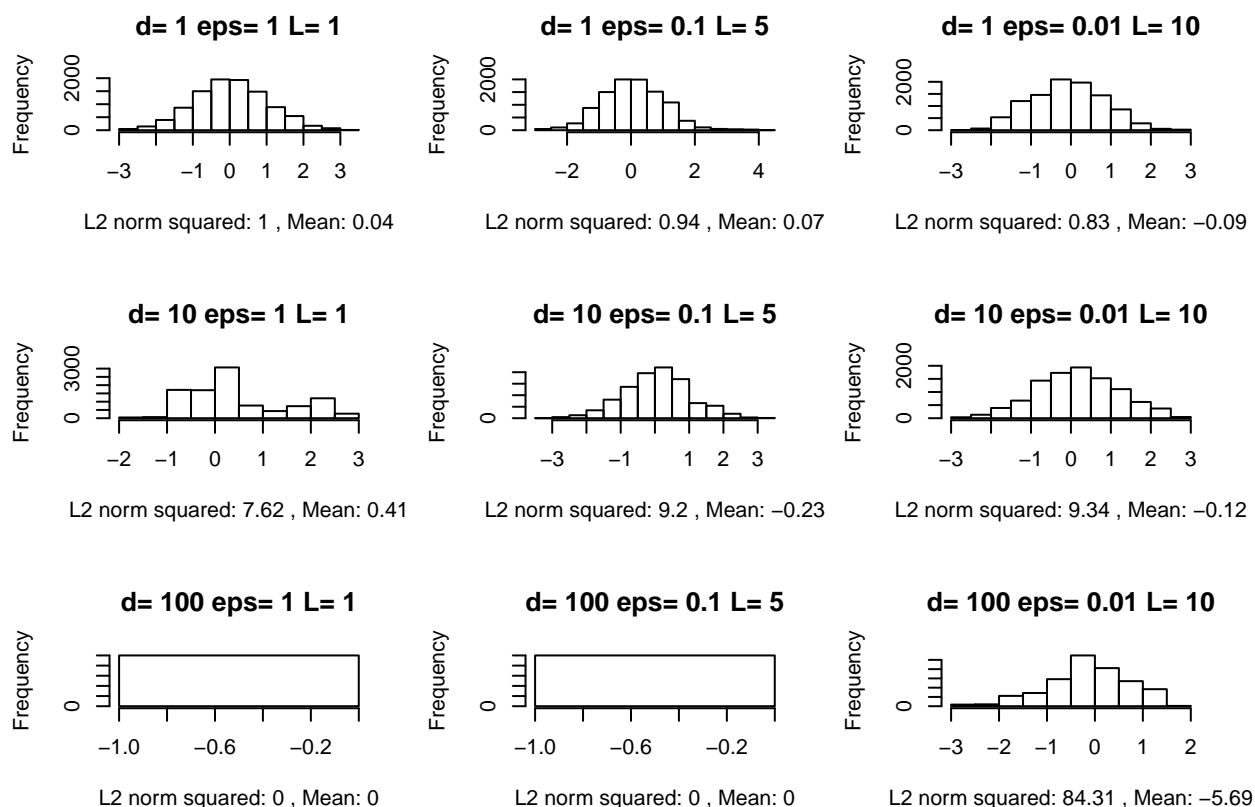 d= 1 eps= 1 L= 1
Frequency
0 2000
−3 −1 0 1 2 3
L2 norm squared: 1 , Mean: 0.04
d= 1 eps= 0.1 L= 5
Frequency
0 2000
−2 0 2 4
L2 norm squared: 0.94 , Mean: 0.07
d= 1 eps= 0.01 L= 10
Frequency
0 2000
−3 −1 0 1 2 3
L2 norm squared: 0.83 , Mean: −0.09
d= 10 eps= 1 L= 1
Frequency
0 3000
−2 −1 0 1 2 3
L2 norm squared: 7.62 , Mean: 0.41
d= 10 eps= 0.1 L= 5
Frequency
0
−3 −1 0 1 2 3
L2 norm squared: 9.2 , Mean: −0.23
d= 10 eps= 0.01 L= 10
Frequency
0 2000
−3 −1 0 1 2 3
L2 norm squared: 9.34 , Mean: −0.12
d= 100 eps= 1 L= 1
Frequency
0
−1.0 −0.6 −0.2
L2 norm squared: 0 , Mean: 0
d= 100 eps= 0.1 L= 5
Frequency
0
−1.0 −0.6 −0.2
L2 norm squared: 0 , Mean: 0
d= 100 eps= 0.01 L= 10
Frequency
0
−3 −2 −1 0 1 2
L2 norm squared: 84.31 , Mean: −5.69